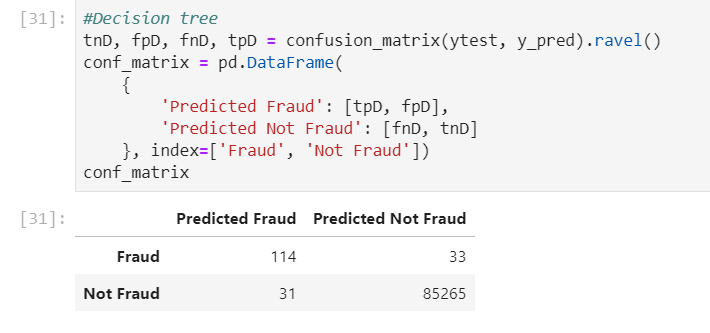 [31]: #Decision tree
tnD, fpD, fnD, tpD = confusion_matrix(ytest, y_pred).ravel()
conf_matrix = pd.DataFrame(
    {
        'Predicted Fraud': [tpD, fpD],
        'Predicted Not Fraud': [fnD, tnD]
    }, index=['Fraud', 'Not Fraud'])
conf_matrix
[31]: Predicted Fraud Predicted Not Fraud
Fraud 114 33
Not Fraud 31 85265